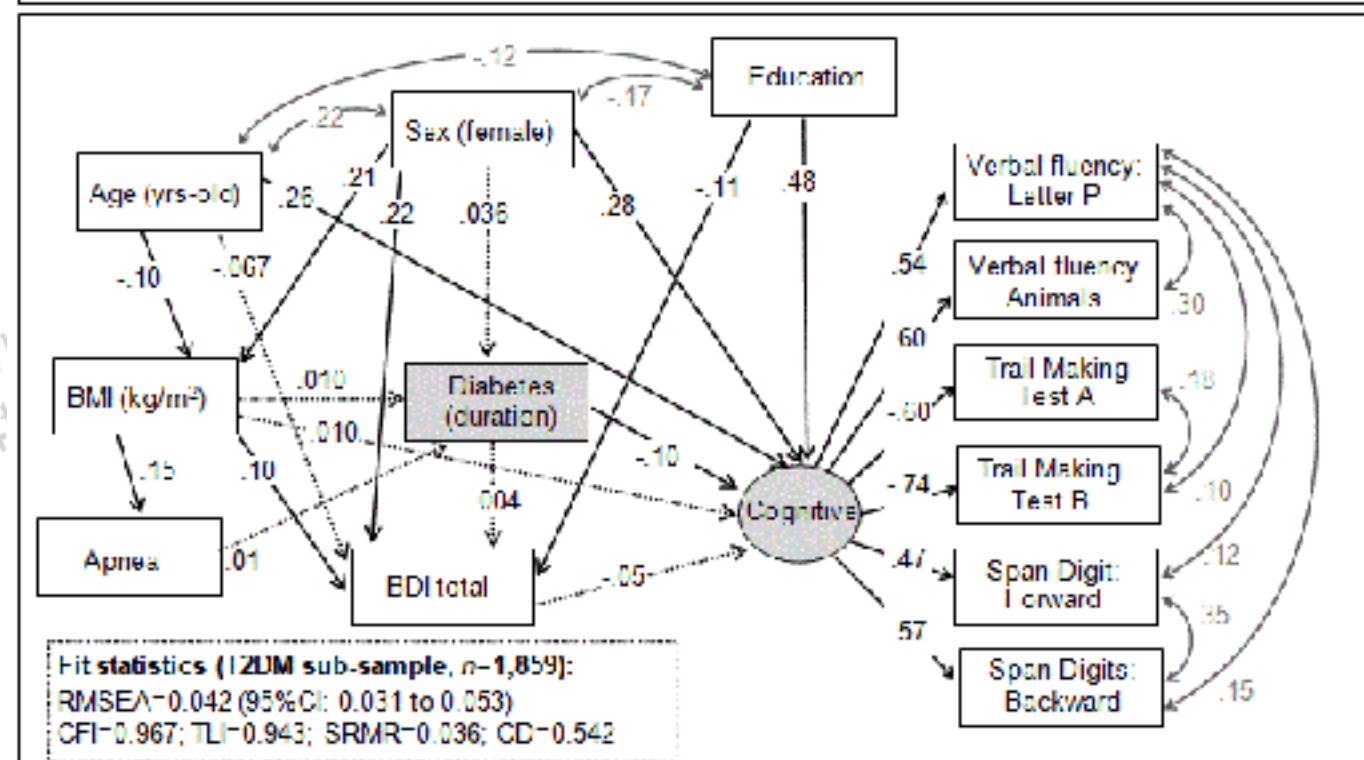 -.12
Education
-.17
.22
Sex (female)
Age (yrs-old)
.26
.21
.22
.036
.28
-.11
.48
Verbal fluency:
Letter P
-.10
-.067
.54
Verbal fluency
Animals
.30
60
BMI (kg/m²)
.010
Diabetes
(duration)
Trail Making
Test A
.18
-.60
.010
.15
.10
-.10
004
-.74
Trail Making
Test B
.10
Cognitive
Apnea
.01
BDI total
-.05
.47
Span Digit:
Forward
.12
.35
57
Span Digits:
Backward
.15
Fit statistics (T2DM sub-sample, n=1,859):
RMSEA=0.042 (95%CI: 0.031 to 0.053)
CFI=0.967; TLI=0.943; SRMR=0.036; CD=0.542